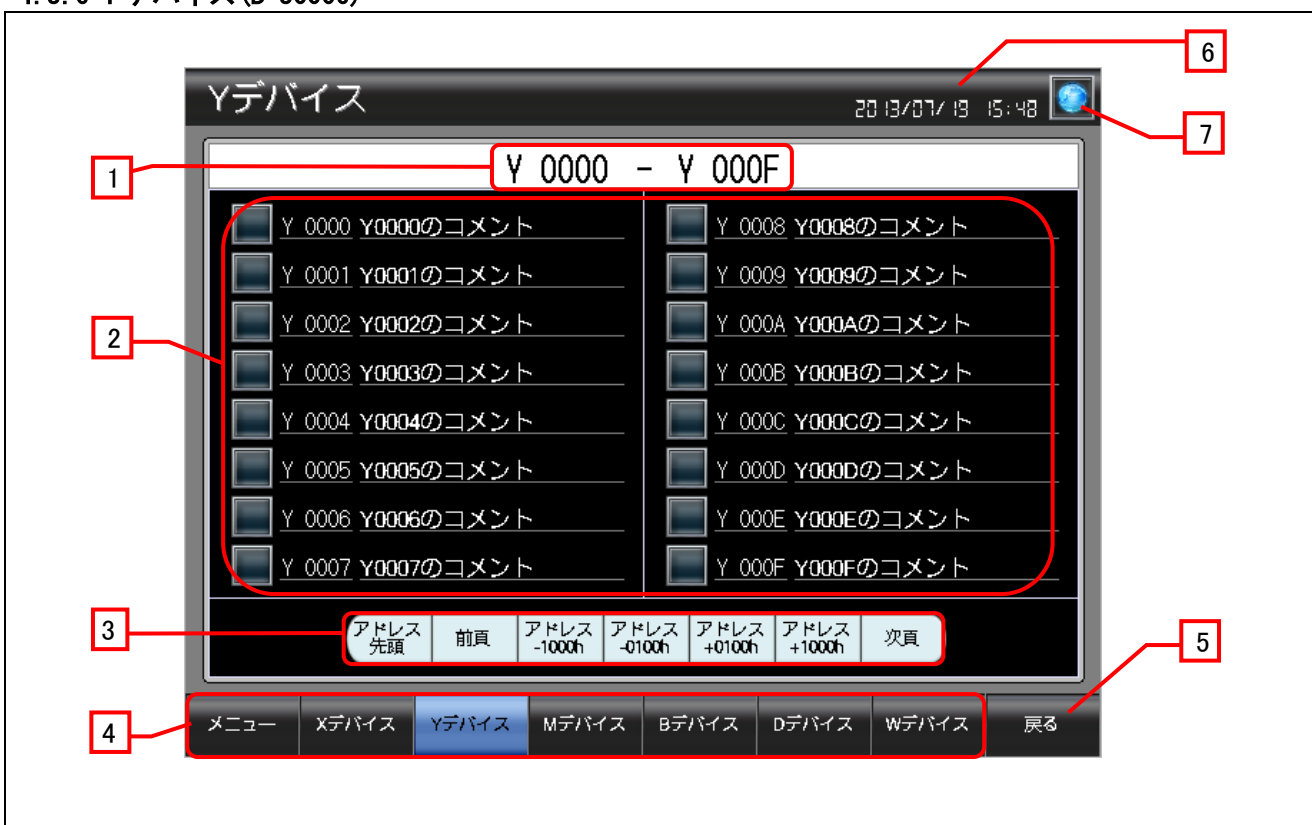 6
Yデバイス
2013/07/19 15:48
7
1
Y 0000 - Y 000F
Y 0000 Y0000のコメント
Y 0008 Y0008のコメント
Y 0001 Y0001のコメント
Y 0009 Y0009のコメント
2
Y 0002 Y0002のコメント
Y 000A Y000Aのコメント
Y 0003 Y0003のコメント
Y 000B Y000Bのコメント
Y 0004 Y0004のコメント
Y 000C Y000Cのコメント
Y 0005 Y0005のコメント
Y 000D Y000Dのコメント
Y 0006 Y0006のコメント
Y 000E Y000Eのコメント
Y 0007 Y0007のコメント
Y 000F Y000Fのコメント
3
アドレス
先頭
前頁
アドレス
-1000h
アドレス
-0100h
アドレス
+0100h
アドレス
+1000h
次頁
5
4
メニュー
Xデバイス
Yデバイス
Mデバイス
Bデバイス
Dデバイス
Wデバイス
戻る